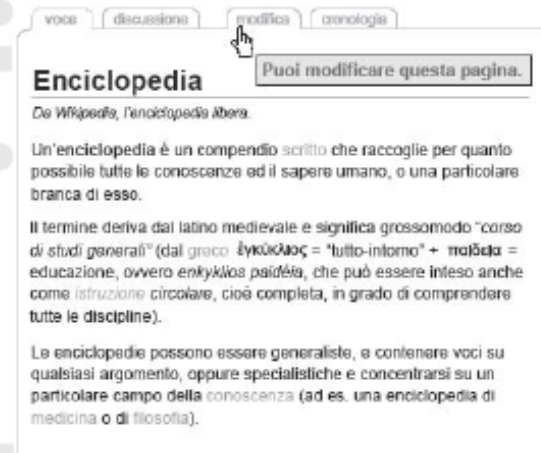 voce discussione modifica cronologia
Puoi modificare questa pagina.
Enciclopedia
Da Wikipedia, l'enciclopedia libera.
Un'enciclopedia è un compendio scritto che raccoglie per quanto
possibile tutte le conoscenze ed il sapere umano, o una particolare
branca di esso.
Il termine deriva dal latino medievale e significa grossomodo "corso
di studi generali" (dal greco ἐγκύκλιος = "tutto-intorno" + παιδεία =
educazione, ovvero enkyklios paidéia, che può essere inteso anche
come istruzione circolare, cioè completa, in grado di comprendere
tutte le discipline).
Le enciclopedie possono essere generaliste, e contenere voci su
qualsiasi argomento, oppure specialistiche e concentrarsi su un
particolare campo della conoscenza (ad es. una enciclopedia di
medicina o di filosofia).